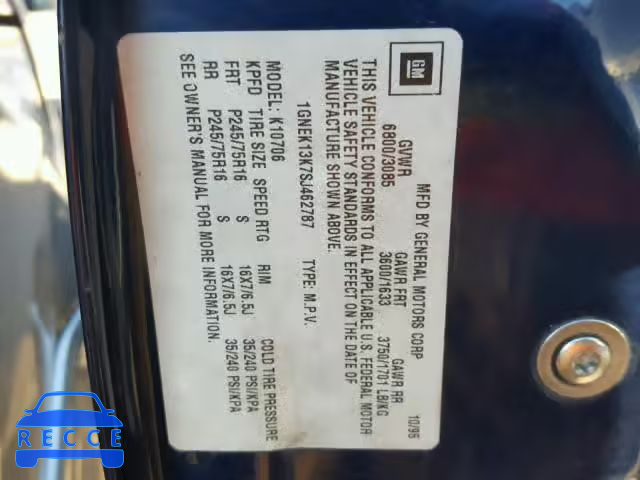 GM
MFD BY GENERAL MOTORS CORP 10/96
GVWR GAWR FRT GAWR RR
6800/3085 3600/1633 3750/1701 LB/KG
THIS VEHICLE CONFORMS TO ALL APPLICABLE U.S. FEDERAL MOTOR
VEHICLE SAFETY STANDARDS IN EFFECT ON THE DATE OF
MANUFACTURE SHOWN ABOVE.
1GNEK13K7SJ462787 TYPE: M.P.V.
MODEL: K10706
KPFD TIRE SIZE SPEED RTG RIM COLD TIRE PRESSURE
FRT P245/75R16 S 16X7/6.5J 35/240 PSI/KPA
RR P245/75R16 S 16X7/6.5J 35/240 PSI/KPA
SEE OWNER'S MANUAL FOR MORE INFORMATION.
RECCE